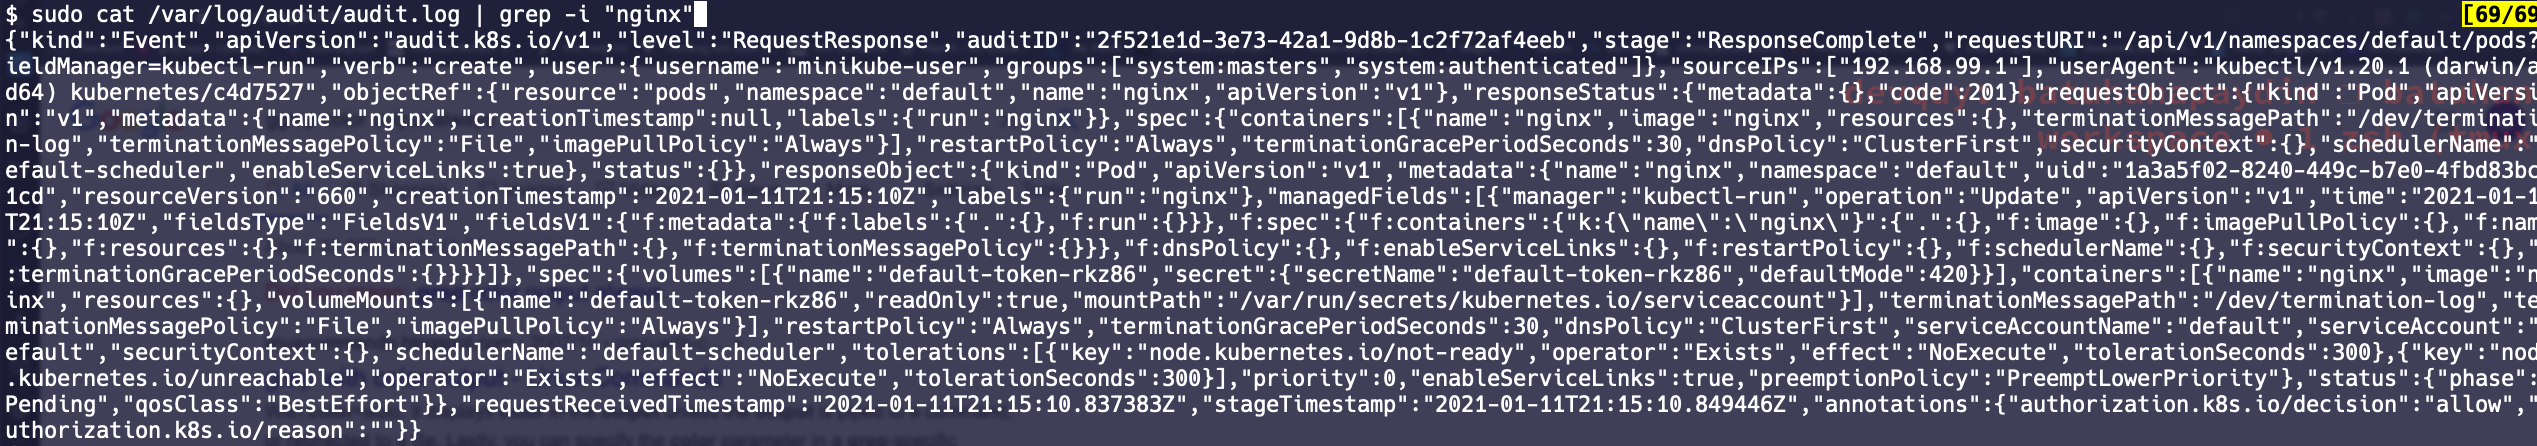 $ sudo cat /var/log/audit/audit.log | grep -i "nginx" [69/69
{"kind":"Event","apiVersion":"audit.k8s.io/v1","level":"RequestResponse","auditID":"2f521e1d-3e73-42a1-9d8b-1c2f72af4eeb","stage":"ResponseComplete","requestURI":"/api/v1/namespaces/default/pods?
ieldManager=kubectl-run","verb":"create","user":{"username":"minikube-user","groups":["system:masters","system:authenticated"]},"sourceIPs":["192.168.99.1"],"userAgent":"kubectl/v1.20.1 (darwin/a
d64) kubernetes/c4d7527","objectRef":{"resource":"pods","namespace":"default","name":"nginx","apiVersion":"v1"},"responseStatus":{"metadata":{},"code":201},"requestObject":{"kind":"Pod","apiVersi
n":"v1","metadata":{"name":"nginx","creationTimestamp":null,"labels":{"run":"nginx"}},"spec":{"containers":[{"name":"nginx","image":"nginx","resources":{},"terminationMessagePath":"/dev/terminati
n-log","terminationMessagePolicy":"File","imagePullPolicy":"Always"}],"restartPolicy":"Always","terminationGracePeriodSeconds":30,"dnsPolicy":"ClusterFirst","securityContext":{},"schedulerName":"
efault-scheduler","enableServiceLinks":true},"status":{}},"responseObject":{"kind":"Pod","apiVersion":"v1","metadata":{"name":"nginx","namespace":"default","uid":"1a3a5f02-8240-449c-b7e0-4fbd83bc
1cd","resourceVersion":"660","creationTimestamp":"2021-01-11T21:15:10Z","labels":{"run":"nginx"},"managedFields":[{"manager":"kubectl-run","operation":"Update","apiVersion":"v1","time":"2021-01-1
T21:15:10Z","fieldsType":"FieldsV1","fieldsV1":{"f:metadata":{"f:labels":{".":{},"f:run":{}}},"f:spec":{"f:containers":{"k:{\"name\":\"nginx\"}":{".":{},"f:image":{},"f:imagePullPolicy":{},"f:nam
":{},"f:resources":{},"f:terminationMessagePath":{},"f:terminationMessagePolicy":{}}},"f:dnsPolicy":{},"f:enableServiceLinks":{},"f:restartPolicy":{},"f:schedulerName":{},"f:securityContext":{},"
:terminationGracePeriodSeconds":{}}}}]},"spec":{"volumes":[{"name":"default-token-rkz86","secret":{"secretName":"default-token-rkz86","defaultMode":420}}],"containers":[{"name":"nginx","image":"n
inx","resources":{},"volumeMounts":[{"name":"default-token-rkz86","readOnly":true,"mountPath":"/var/run/secrets/kubernetes.io/serviceaccount"}],"terminationMessagePath":"/dev/termination-log","te
minationMessagePolicy":"File","imagePullPolicy":"Always"}],"restartPolicy":"Always","terminationGracePeriodSeconds":30,"dnsPolicy":"ClusterFirst","serviceAccountName":"default","serviceAccount":"
efault","securityContext":{},"schedulerName":"default-scheduler","tolerations":[{"key":"node.kubernetes.io/not-ready","operator":"Exists","effect":"NoExecute","tolerationSeconds":300},{"key":"nod
.kubernetes.io/unreachable","operator":"Exists","effect":"NoExecute","tolerationSeconds":300}],"priority":0,"enableServiceLinks":true,"preemptionPolicy":"PreemptLowerPriority"},"status":{"phase":
Pending","qosClass":"BestEffort"}},"requestReceivedTimestamp":"2021-01-11T21:15:10.837383Z","stageTimestamp":"2021-01-11T21:15:10.849446Z","annotations":{"authorization.k8s.io/decision":"allow","
uthorization.k8s.io/reason":""}}